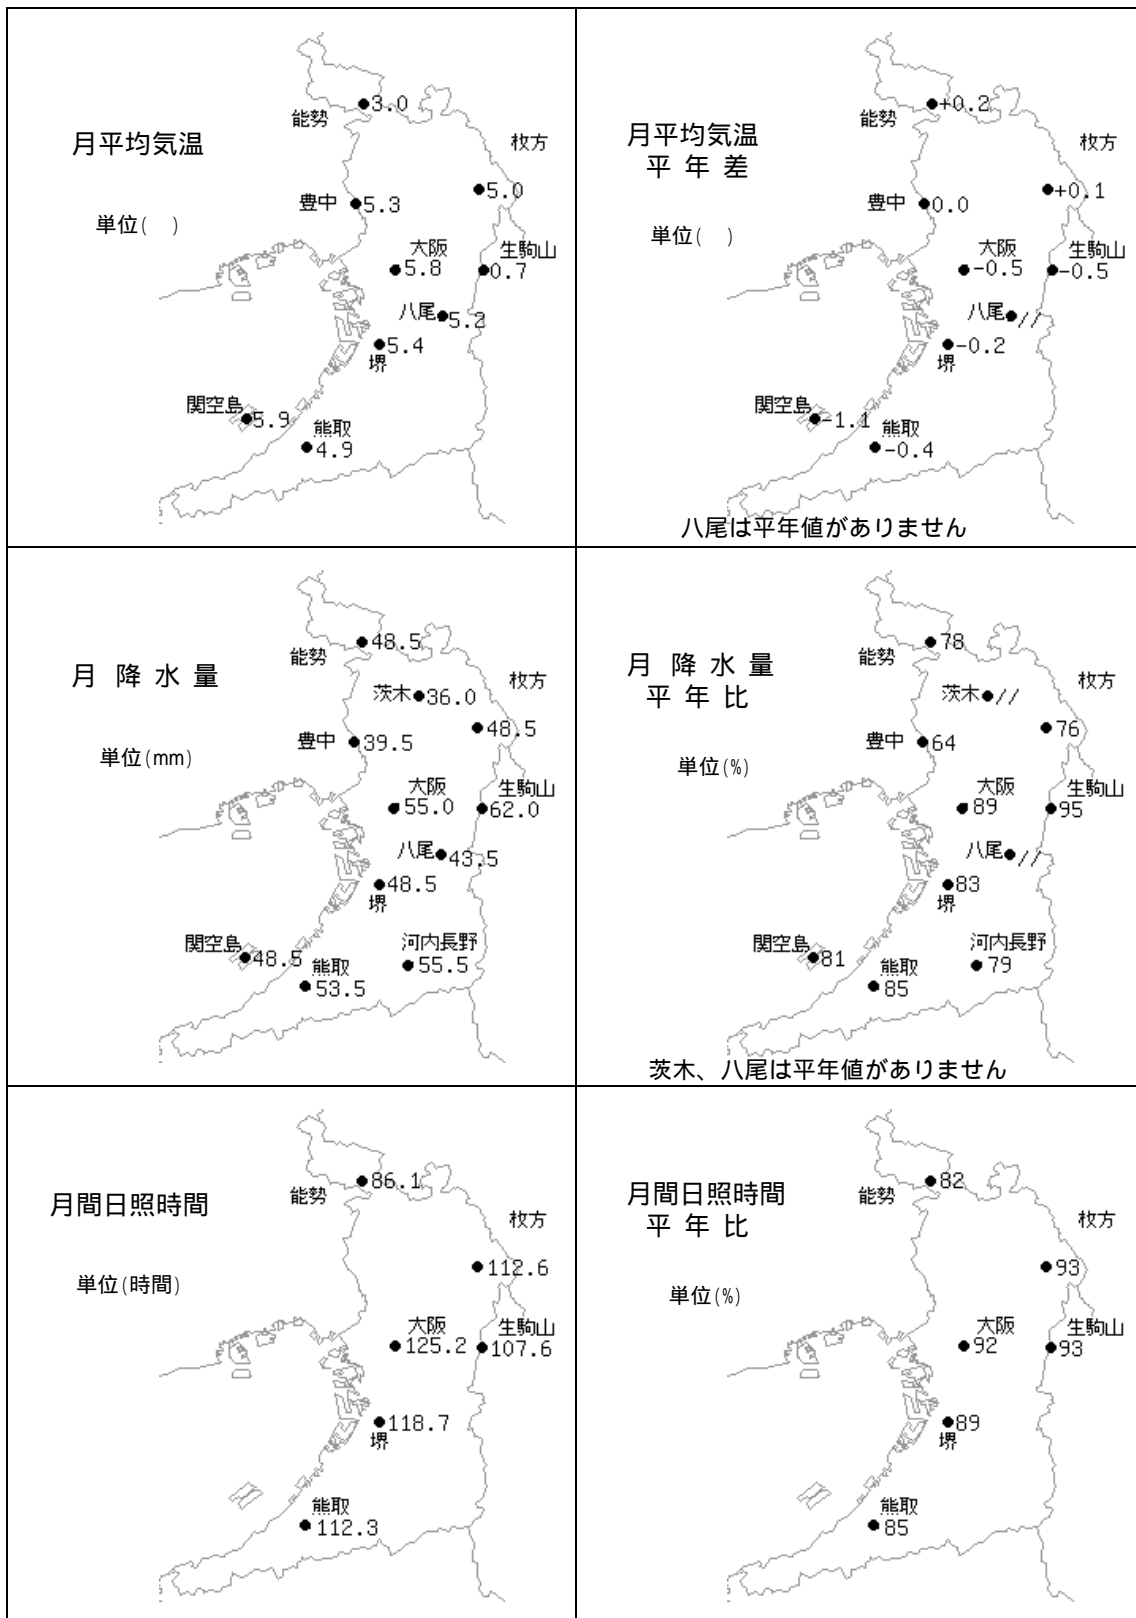 月平均気温
単位( )
能勢
3.0
枚方
5.0
豊中
5.3
大阪
5.8
生駒山
0.7
八尾
5.2
5.4
堺
関空島
5.9
熊取
4.9
月平均気温
平年差
単位( )
能勢
+0.2
枚方
+0.1
豊中
0.0
大阪
-0.5
生駒山
-0.5
八尾
//
-0.2
堺
関空島
-1.1
熊取
-0.4
八尾は平年値がありません
月降水量
単位(mm)
能勢
48.5
茨木
36.0
枚方
48.5
豊中
39.5
大阪
55.0
生駒山
62.0
八尾
43.5
48.5
堺
関空島
48.5
河内長野
55.5
熊取
53.5
月降水量
平年比
単位(%)
能勢
78
茨木
//
枚方
76
豊中
64
大阪
89
生駒山
95
八尾
//
83
堺
関空島
81
河内長野
79
熊取
85
茨木、八尾は平年値がありません
月間日照時間
単位(時間)
能勢
86.1
枚方
112.6
大阪
125.2
生駒山
107.6
118.7
堺
熊取
112.3
月間日照時間
平年比
単位(%)
能勢
82
枚方
93
大阪
92
生駒山
93
89
堺
熊取
85